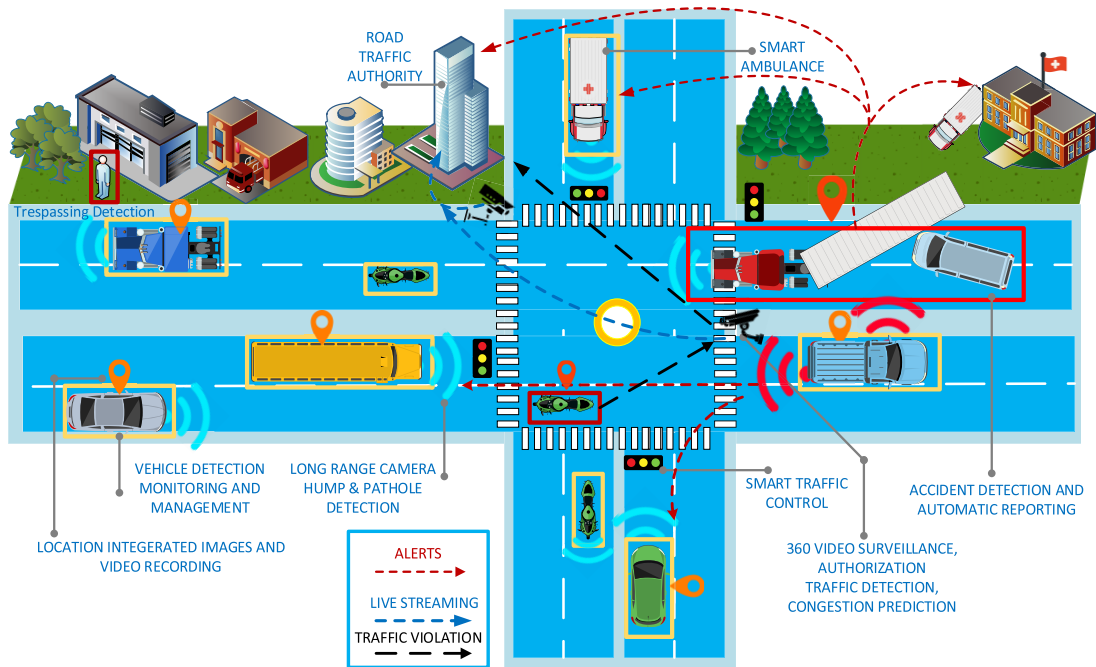 ROAD
TRAFFIC
AUTHORITY
SMART
AMBULANCE
Trespassing Detection
VEHICLE DETECTION
MONITORING AND
MANAGEMENT
LONG RANGE CAMERA
HUMP & PATHOLE
DETECTION
SMART TRAFFIC
CONTROL
ACCIDENT DETECTION AND
AUTOMATIC REPORTING
LOCATION INTEGERATED IMAGES AND
VIDEO RECORDING
360 VIDEO SURVEILLANCE,
AUTHORIZATION
TRAFFIC DETECTION,
CONGESTION PREDICTION
ALERTS
LIVE STREAMING
TRAFFIC VIOLATION